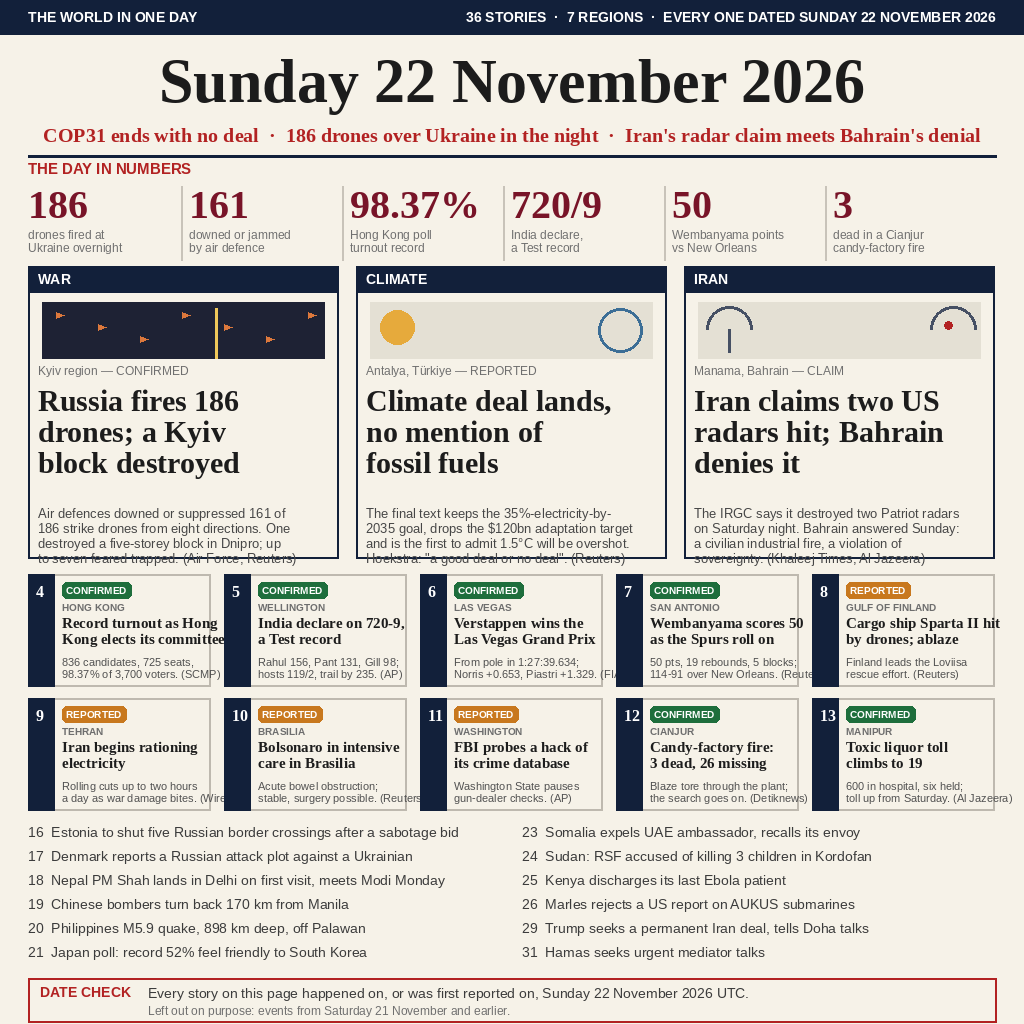 THE WORLD IN ONE DAY
36 STORIES · 7 REGIONS · EVERY ONE DATED SUNDAY 22 NOVEMBER 2026
Sunday 22 November 2026
COP31 ends with no deal · 186 drones over Ukraine in the night · Iran's radar claim meets Bahrain's denial
THE DAY IN NUMBERS
186
drones fired at
Ukraine overnight
161
downed or jammed
by air defence
98.37%
Hong Kong poll
turnout record
720/9
India declare,
a Test record
50
Wembanyama points
vs New Orleans
3
dead in a Cianjur
candy-factory fire
WAR
Kyiv region — CONFIRMED
Russia fires 186
drones; a Kyiv
block destroyed
Air defences downed or suppressed 161 of
186 strike drones from eight directions. One
destroyed a five-storey block in Dnipro; up
to seven feared trapped. (Air Force, Reuters)
CLIMATE
Antalya, Türkiye — REPORTED
Climate deal lands,
no mention of
fossil fuels
The final text keeps the 35%-electricity-by-
2035 goal, drops the $120bn adaptation target
and is the first to admit 1.5°C will be overshot.
Hoekstra: "a good deal or no deal". (Reuters)
IRAN
Manama, Bahrain — CLAIM
Iran claims two US
radars hit; Bahrain
denies it
The IRGC says it destroyed two Patriot radars
on Saturday night. Bahrain answered Sunday:
a civilian industrial fire, a violation of
sovereignty. (Khaleej Times, Al Jazeera)
4
CONFIRMED
HONG KONG
Record turnout as Hong
Kong elects its committee
836 candidates, 725 seats,
98.37% of 3,700 voters. (SCMP)
5
CONFIRMED
WELLINGTON
India declare on 720-9,
a Test record
Rahul 156, Pant 131, Gill 98;
hosts 119/2, trail by 235. (AP)
6
CONFIRMED
LAS VEGAS
Verstappen wins the
Las Vegas Grand Prix
From pole in 1:27:39.634;
Norris +0.653, Piastri +1.329. (FIA
7
CONFIRMED
SAN ANTONIO
Wembanyama scores 50
as the Spurs roll on
50 pts, 19 rebounds, 5 blocks;
114-91 over New Orleans. (Reute
8
REPORTED
GULF OF FINLAND
Cargo ship Sparta II hit
by drones; ablaze
Finland leads the Loviisa
rescue effort. (Reuters)
9
REPORTED
TEHRAN
Iran begins rationing
electricity
Rolling cuts up to two hours
a day as war damage bites. (Wire
10
REPORTED
BRASILIA
Bolsonaro in intensive
care in Brasilia
Acute bowel obstruction;
stable, surgery possible. (Reuters
11
REPORTED
WASHINGTON
FBI probes a hack of
its crime database
Washington State pauses
gun-dealer checks. (AP)
12
CONFIRMED
CIANJUR
Candy-factory fire:
3 dead, 26 missing
Blaze tore through the plant;
the search goes on. (Detiknews)
13
CONFIRMED
MANIPUR
Toxic liquor toll
climbs to 19
600 in hospital, six held;
toll up from Saturday. (Al Jazeera)
16 Estonia to shut five Russian border crossings after a sabotage bid
17 Denmark reports a Russian attack plot against a Ukrainian
18 Nepal PM Shah lands in Delhi on first visit, meets Modi Monday
19 Chinese bombers turn back 170 km from Manila
20 Philippines M5.9 quake, 898 km deep, off Palawan
21 Japan poll: record 52% feel friendly to South Korea
23 Somalia expels UAE ambassador, recalls its envoy
24 Sudan: RSF accused of killing 3 children in Kordofan
25 Kenya discharges its last Ebola patient
26 Marles rejects a US report on AUKUS submarines
29 Trump seeks a permanent Iran deal, tells Doha talks
31 Hamas seeks urgent mediator talks
DATE CHECK
Every story on this page happened on, or was first reported on, Sunday 22 November 2026 UTC.
Left out on purpose: events from Saturday 21 November and earlier.